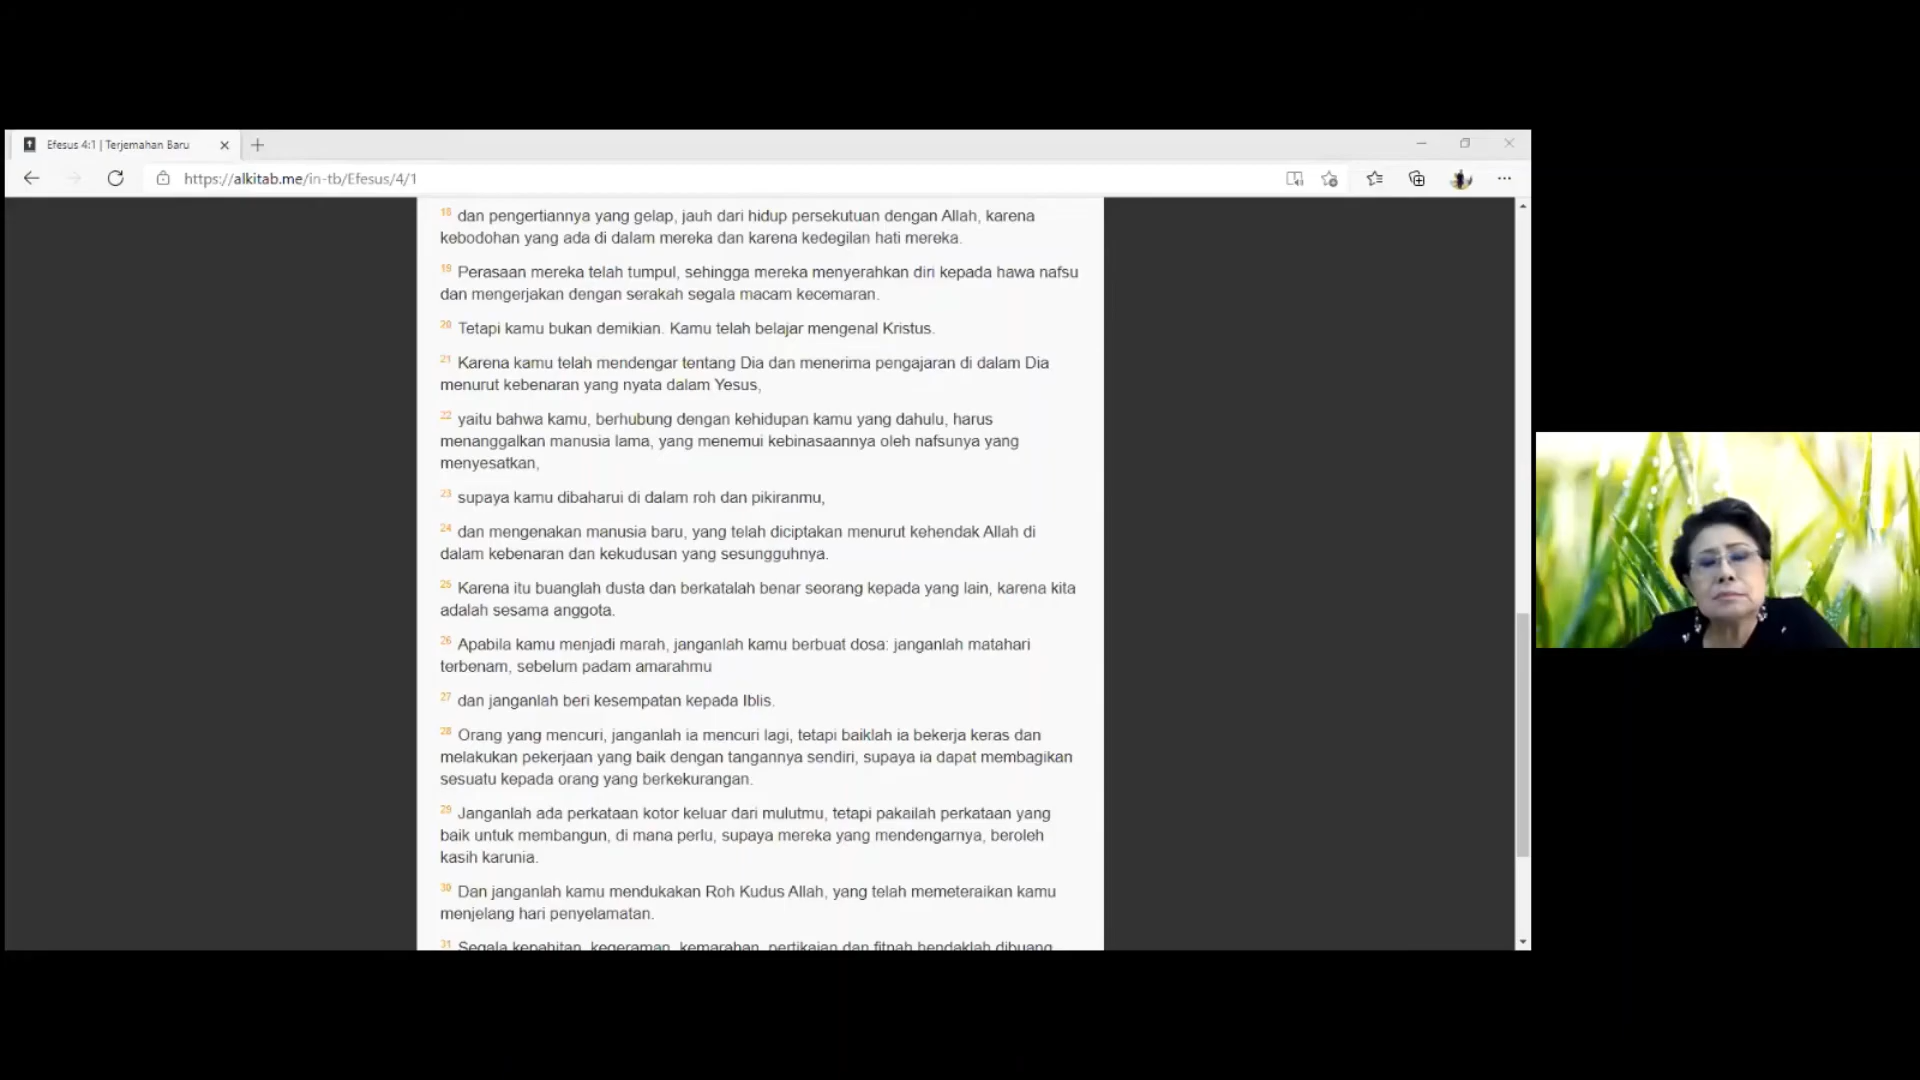 Efesus 4:1 | Terjemahan Baru
https://alkitab.me/in-tb/Efesus/4/1
18 dan pengertiannya yang gelap, jauh dari hidup persekutuan dengan Allah, karena
kebodohan yang ada di dalam mereka dan karena kedegilan hati mereka.
19 Perasaan mereka telah tumpul, sehingga mereka menyerahkan diri kepada hawa nafsu
dan mengerjakan dengan serakah segala macam kecemaran.
20 Tetapi kamu bukan demikian. Kamu telah belajar mengenal Kristus.
21 Karena kamu telah mendengar tentang Dia dan menerima pengajaran di dalam Dia
menurut kebenaran yang nyata dalam Yesus,
22 yaitu bahwa kamu, berhubung dengan kehidupan kamu yang dahulu, harus
menanggalkan manusia lama, yang menemui kebinasaannya oleh nafsunya yang
menyesatkan,
23 supaya kamu dibaharui di dalam roh dan pikiranmu,
24 dan mengenakan manusia baru, yang telah diciptakan menurut kehendak Allah di
dalam kebenaran dan kekudusan yang sesungguhnya.
25 Karena itu buanglah dusta dan berkatalah benar seorang kepada yang lain, karena kita
adalah sesama anggota.
26 Apabila kamu menjadi marah, janganlah kamu berbuat dosa: janganlah matahari
terbenam, sebelum padam amarahmu
27 dan janganlah beri kesempatan kepada Iblis.
28 Orang yang mencuri, janganlah ia mencuri lagi, tetapi baiklah ia bekerja keras dan
melakukan pekerjaan yang baik dengan tangannya sendiri, supaya ia dapat membagikan
sesuatu kepada orang yang berkekurangan.
29 Janganlah ada perkataan kotor keluar dari mulutmu, tetapi pakailah perkataan yang
baik untuk membangun, di mana perlu, supaya mereka yang mendengarnya, beroleh
kasih karunia.
30 Dan janganlah kamu mendukakan Roh Kudus Allah, yang telah memeteraikan kamu
menjelang hari penyelamatan.
31 Segala kepahitan, kegeraman, kemarahan, pertikaian dan fitnah hendaklah dibuang